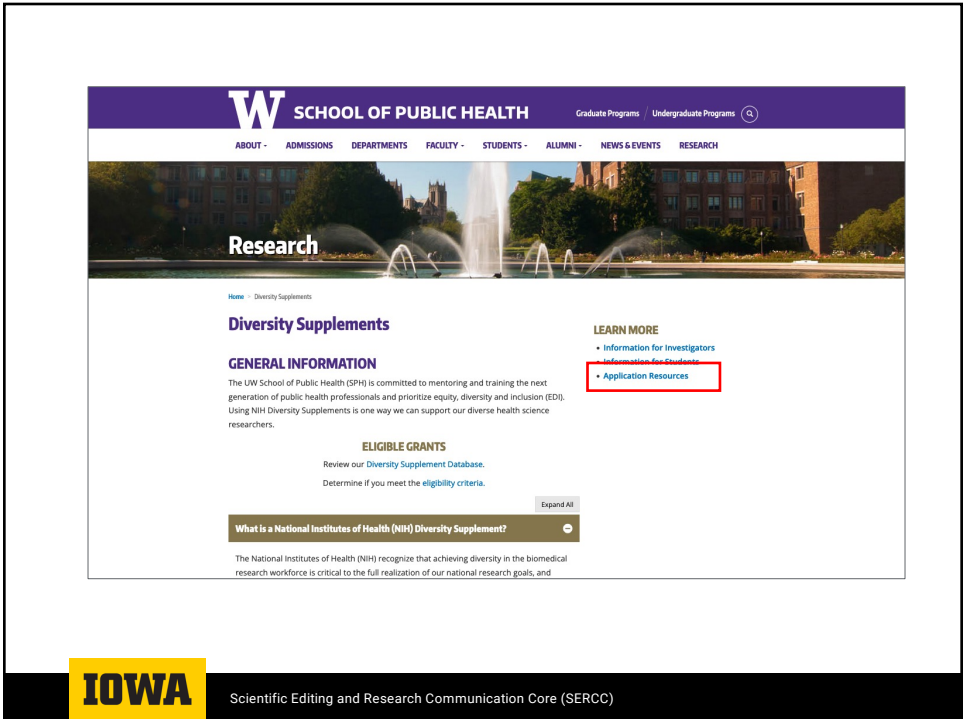 W SCHOOL OF PUBLIC HEALTH
Graduate Programs / Undergraduate Programs
ABOUT - ADMISSIONS DEPARTMENTS FACULTY - STUDENTS - ALUMNI - NEWS & EVENTS RESEARCH
Research
Home > Diversity Supplements
Diversity Supplements
GENERAL INFORMATION
The UW School of Public Health (SPH) is committed to mentoring and training the next
generation of public health professionals and prioritize equity, diversity and inclusion (EDI).
Using NIH Diversity Supplements is one way we can support our diverse health science
researchers.
ELIGIBLE GRANTS
Review our Diversity Supplement Database.
Determine if you meet the eligibility criteria.
Expand All
What is a National Institutes of Health (NIH) Diversity Supplement?
The National Institutes of Health (NIH) recognize that achieving diversity in the biomedical
research workforce is critical to the full realization of our national research goals, and
LEARN MORE
• Information for Investigators
• Information for Students
• Application Resources
IOWA
Scientific Editing and Research Communication Core (SERCC)